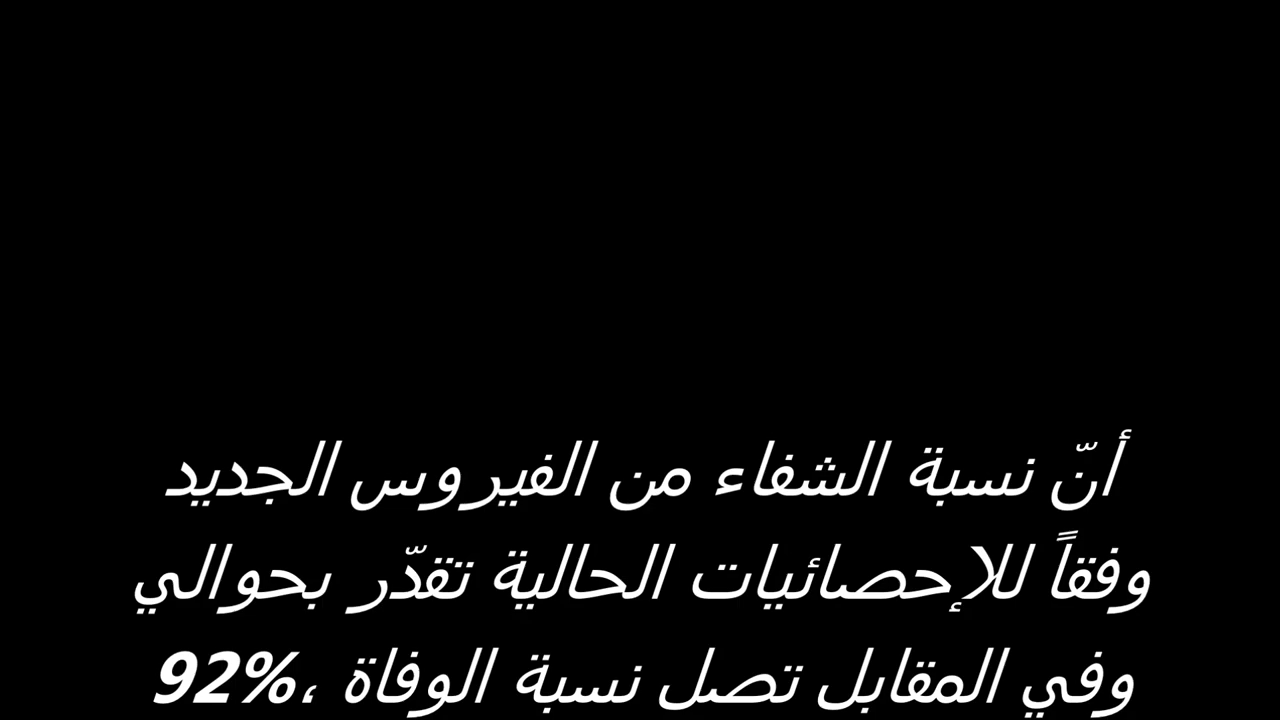 أنّ نسبة الشفاء من الفيروس الجديد
وفقاً للإحصائيات الحالية تقدّر بحوالي
وفي المقابل تصل نسبة الوفاة ،%92